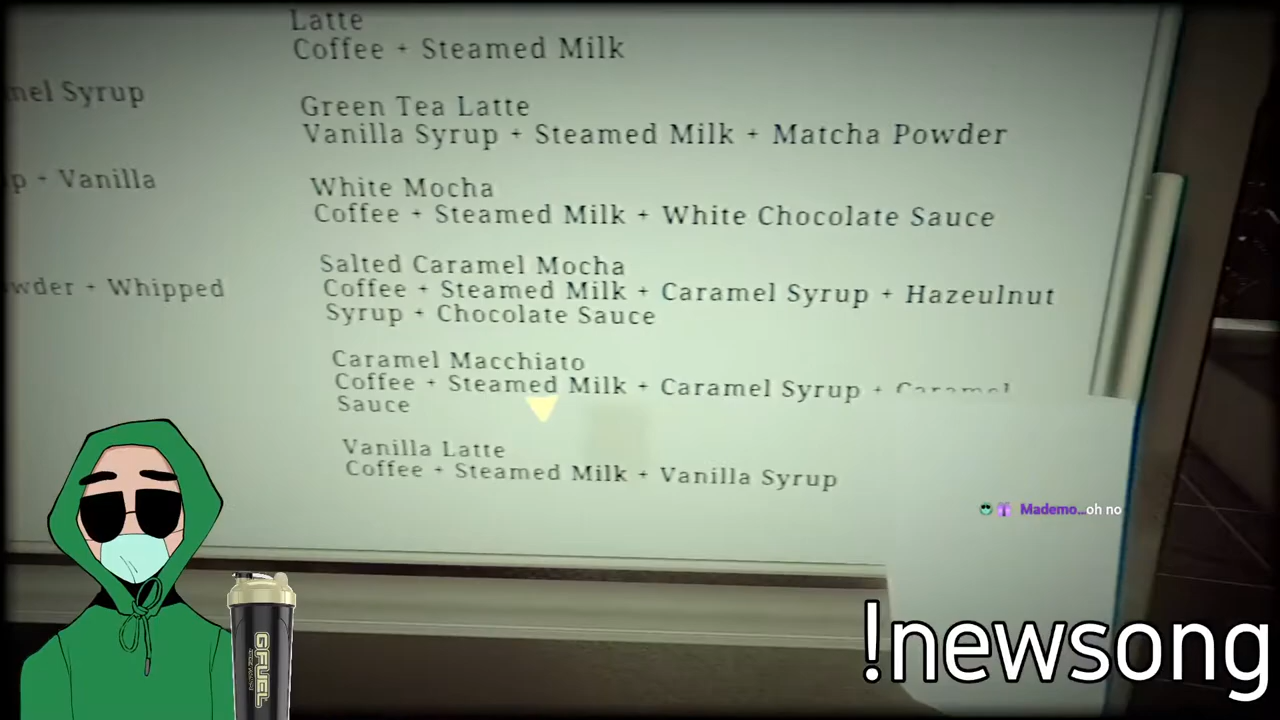 Latte
Coffee + Steamed Milk
Syrup
Green Tea Latte
Vanilla Syrup + Steamed Milk + Matcha Powder
+ Vanilla
White Mocha
Coffee + Steamed Milk + White Chocolate Sauce
+ Whipped
Salted Caramel Mocha
Coffee + Steamed Milk + Caramel Syrup + Hazeulnut
Syrup + Chocolate Sauce
Caramel Macchiato
Coffee + Steamed Milk + Caramel Syrup + Caramel
Sauce
Vanilla Latte
Coffee + Steamed Milk + Vanilla Syrup
Mademo...oh no
GFUEL
!newsong